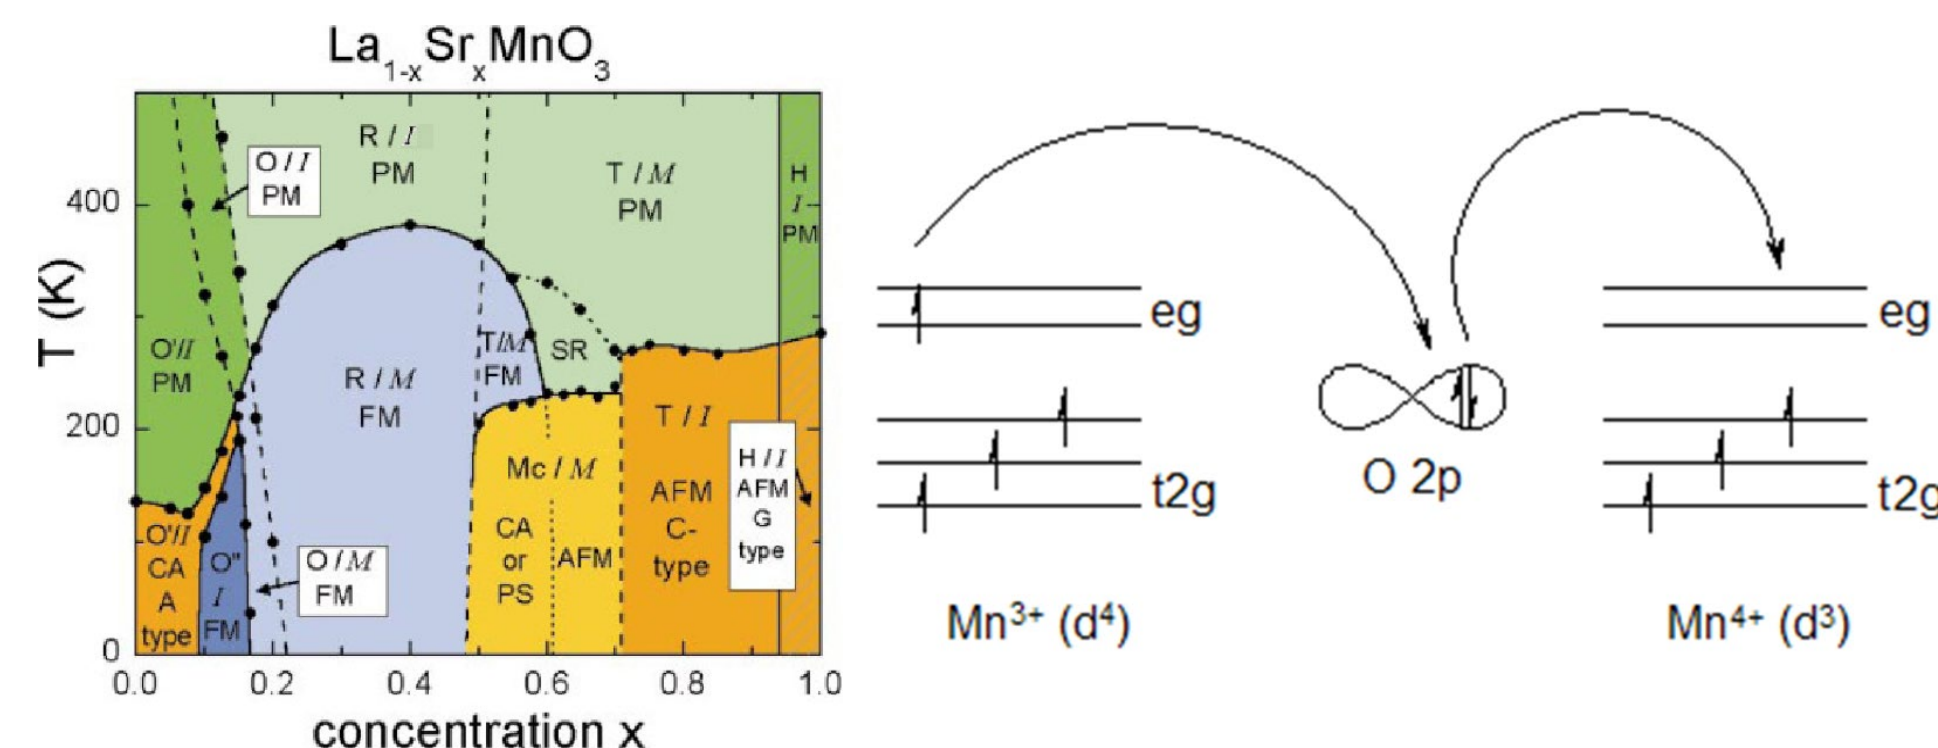 La1-xSrxMnO3
R / I
PM
O / I
PM
T / M
PM
H
I
PM
400
200
0
T (K)
O'/I
PM
R / M
FM
T/M
FM
SR
T / I
AFM
C-
type
H / I
AFM
G
type
Mc / M
CA
or
PS
AFM
O'/I
CA
A
type
O"
I
FM
O / M
FM
0.0 0.2 0.4 0.6 0.8 1.0
concentration x
eg
t2g
Mn3+ (d4)
O 2p
eg
t2g
Mn4+ (d3)